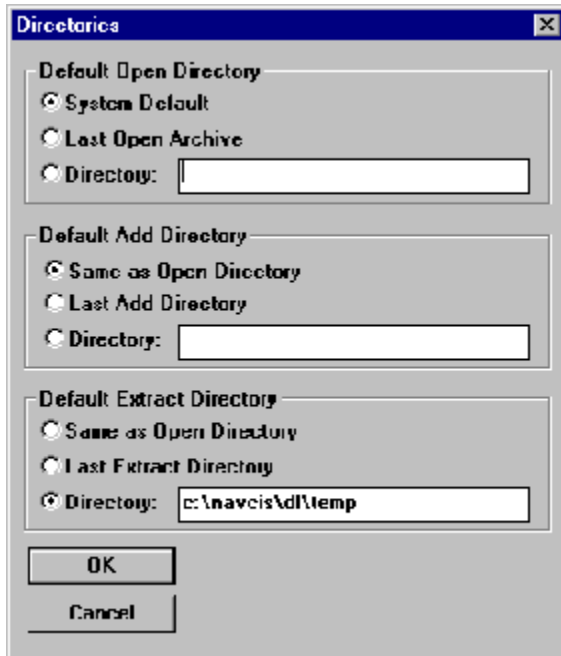 Directories
Default Open Directory
System Default
Last Open Archive
Directory:
Default Add Directory
Same as Open Directory
Last Add Directory
Directory:
Default Extract Directory
Same as Open Directory
Last Extract Directory
Directory: c:\navcis\dl\temp
OK
Cancel